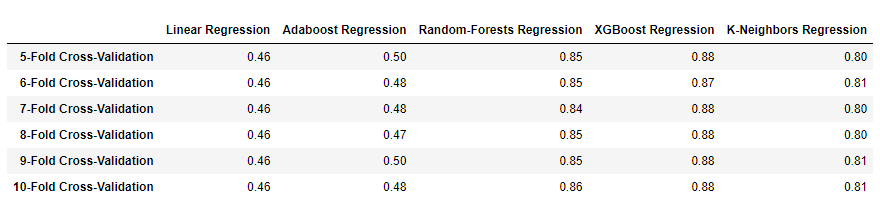 Linear Regression Adaboost Regression Random-Forests Regression XGBoost Regression K-Neighbors Regression
5-Fold Cross-Validation 0.46 0.50 0.85 0.88 0.80
6-Fold Cross-Validation 0.46 0.48 0.85 0.87 0.81
7-Fold Cross-Validation 0.46 0.48 0.84 0.88 0.80
8-Fold Cross-Validation 0.46 0.47 0.85 0.88 0.80
9-Fold Cross-Validation 0.46 0.50 0.85 0.88 0.81
10-Fold Cross-Validation 0.46 0.48 0.86 0.88 0.81